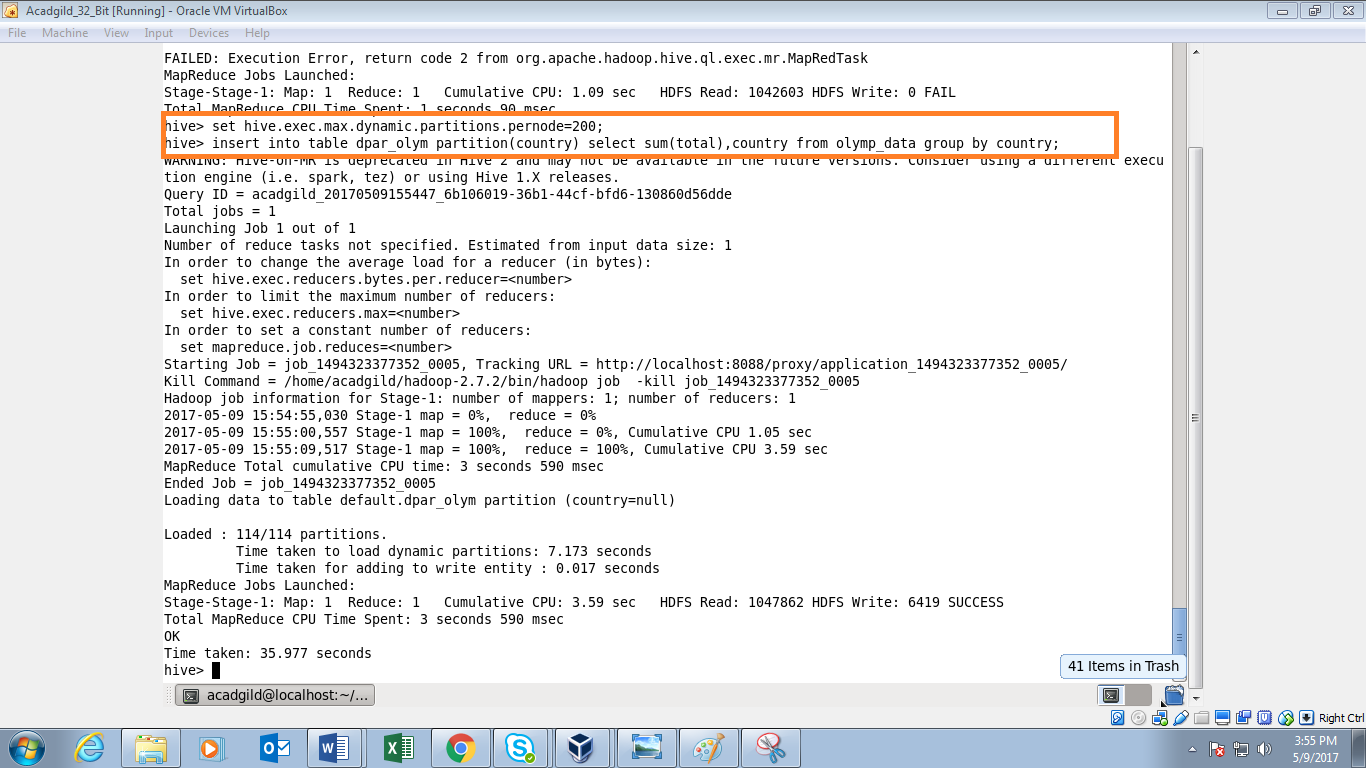 Acadgild_32_Bit [Running] - Oracle VM VirtualBox
File Machine View Input Devices Help
FAILED: Execution Error, return code 2 from org.apache.hadoop.hive.ql.exec.mr.MapRedTask
MapReduce Jobs Launched:
Stage-Stage-1: Map: 1  Reduce: 1   Cumulative CPU: 1.09 sec   HDFS Read: 1042603 HDFS Write: 0 FAIL
Total MapReduce CPU Time Spent: 1 seconds 90 msec
hive> set hive.exec.max.dynamic.partitions.pernode=200;
hive> insert into table dpar_olym partition(country) select sum(total),country from olymp_data group by country;
WARNING: Hive-on-MR is deprecated in Hive 2 and may not be available in the future versions. Consider using a different execu
tion engine (i.e. spark, tez) or using Hive 1.X releases.
Query ID = acadgild_20170509155447_6b106019-36b1-44cf-bfd6-130860d56dde
Total jobs = 1
Launching Job 1 out of 1
Number of reduce tasks not specified. Estimated from input data size: 1
In order to change the average load for a reducer (in bytes):
  set hive.exec.reducers.bytes.per.reducer=<number>
In order to limit the maximum number of reducers:
  set hive.exec.reducers.max=<number>
In order to set a constant number of reducers:
  set mapreduce.job.reduces=<number>
Starting Job = job_1494323377352_0005, Tracking URL = http://localhost:8088/proxy/application_1494323377352_0005/
Kill Command = /home/acadgild/hadoop-2.7.2/bin/hadoop job  -kill job_1494323377352_0005
Hadoop job information for Stage-1: number of mappers: 1; number of reducers: 1
2017-05-09 15:54:55,030 Stage-1 map = 0%,  reduce = 0%
2017-05-09 15:55:00,557 Stage-1 map = 100%,  reduce = 0%, Cumulative CPU 1.05 sec
2017-05-09 15:55:09,517 Stage-1 map = 100%,  reduce = 100%, Cumulative CPU 3.59 sec
MapReduce Total cumulative CPU time: 3 seconds 590 msec
Ended Job = job_1494323377352_0005
Loading data to table default.dpar_olym partition (country=null)
Loaded : 114/114 partitions.
         Time taken to load dynamic partitions: 7.173 seconds
         Time taken for adding to write entity : 0.017 seconds
MapReduce Jobs Launched:
Stage-Stage-1: Map: 1  Reduce: 1   Cumulative CPU: 3.59 sec   HDFS Read: 1047862 HDFS Write: 6419 SUCCESS
Total MapReduce CPU Time Spent: 3 seconds 590 msec
OK
Time taken: 35.977 seconds
hive>
41 Items in Trash
acadgild@localhost:~/...
Right Ctrl
3:55 PM
5/9/2017